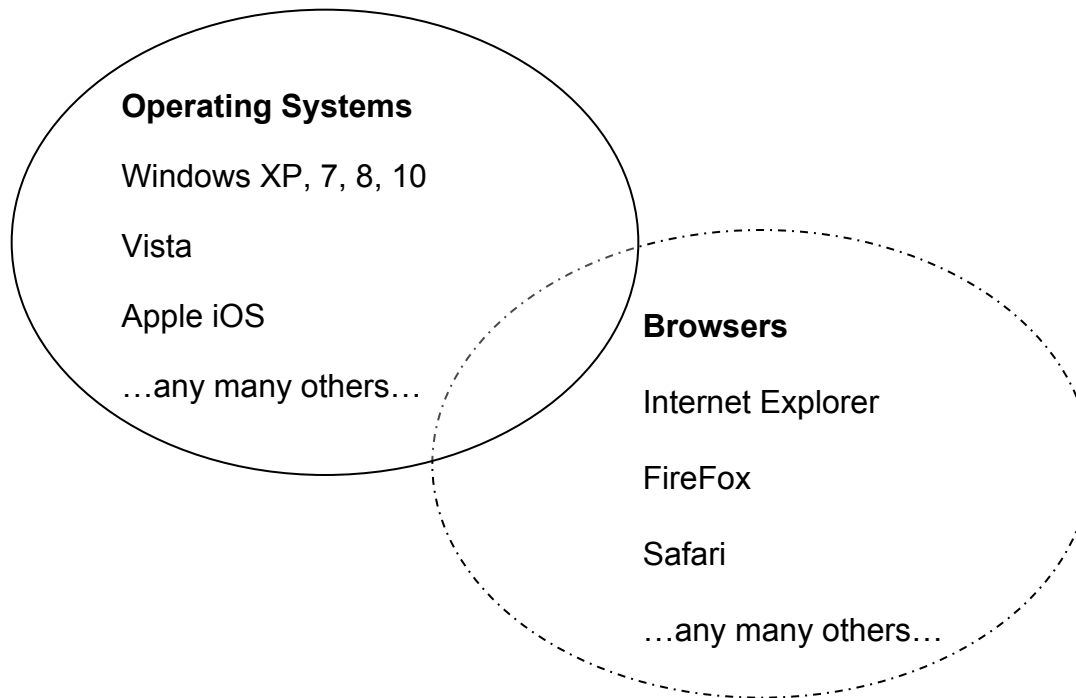 Operating Systems
Windows XP, 7, 8, 10
Vista
Apple iOS
…any many others…
Browsers
Internet Explorer
FireFox
Safari
…any many others…